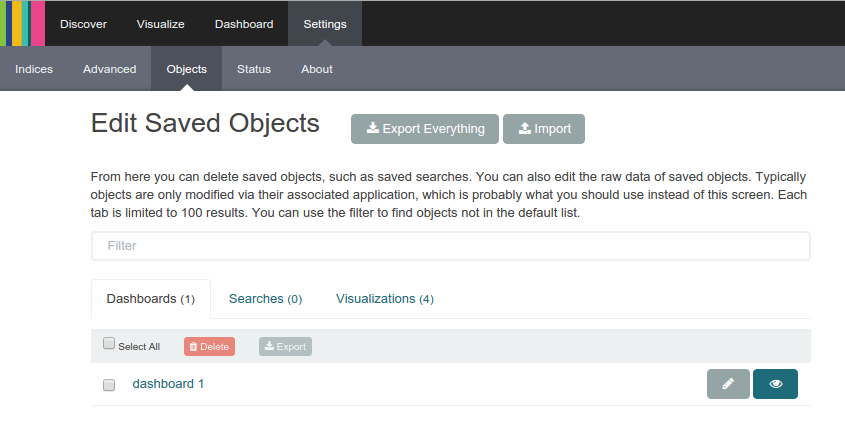 Discover Visualize Dashboard Settings
Indices Advanced Objects Status About
Edit Saved Objects Export Everything Import
From here you can delete saved objects, such as saved searches. You can also edit the raw data of saved objects. Typically
objects are only modified via their associated application, which is probably what you should use instead of this screen. Each
tab is limited to 100 results. You can use the filter to find objects not in the default list.
Filter
Dashboards (1) Searches (0) Visualizations (4)
Select All Delete Export
dashboard 1